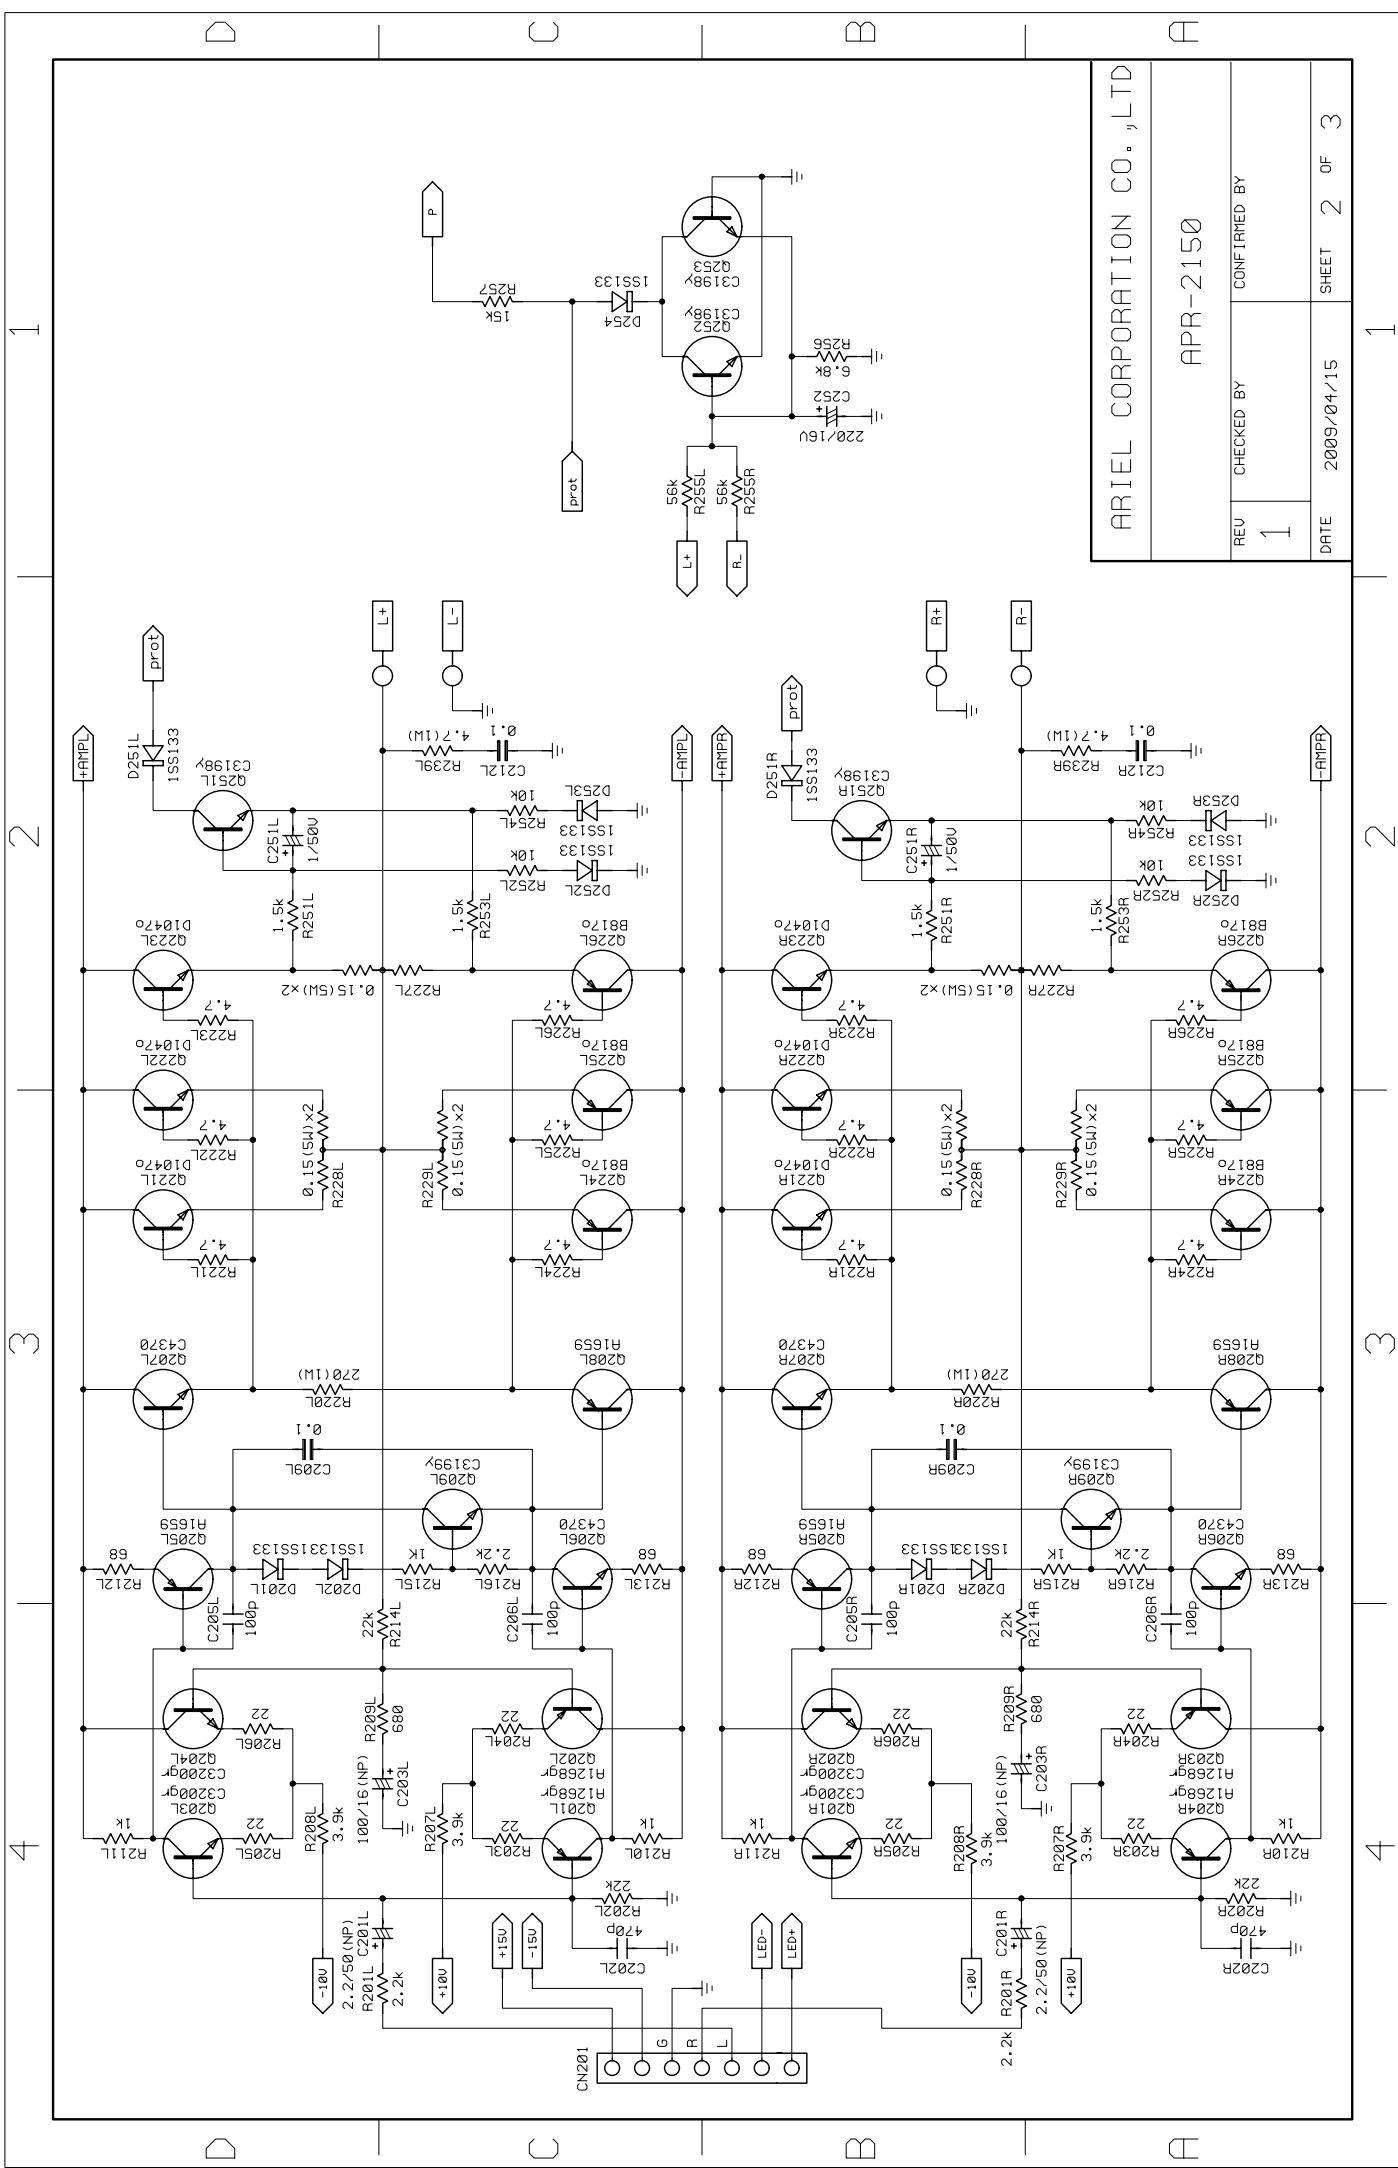 D
C
B
A
1
2
3
4
ARIEL CORPORATION CO.,LTD
APR-2150
REV
1
CHECKED BY
CONFIRMED BY
DATE
2009/04/15
SHEET 2 OF 3
P
R257
15k
prot
1SS133
D254
Q253
C3198y
Q252
C3198y
R256
6.8k
C252
220/16V
56k
R255L
56k
R255R
L+
R_
+AMPL
prot
D251L
1SS133
Q251L
C3198y
C251L
1/50V
1.5k
R251L
1.5k
R253L
10k
R254L
10k
R252L
D253L
1SS133
1SS133
D252L
4.7(1W)
R239L
0.1
C212L
L+
L-
-AMPL
Q223L
D1047o
4.7
R223L
Q222L
D1047o
4.7
R222L
Q221L
D1047o
4.7
R221L
0.15(5W)x2
R227L
0.15(5W)x2
R228L
R229L
0.15(5W)x2
Q226L
B817o
4.7
R226L
Q225L
B817o
4.7
R225L
Q224L
B817o
4.7
R224L
Q207L
C4370
270(1W)
R220L
Q208L
A1659
0.1
C209L
Q209L
C3199y
Q205L
A1659
68
R212L
1SS133
D201L
1SS133
D202L
1K
R215L
2.2K
R216L
Q206L
C4370
68
R213L
C205L
100p
C206L
100p
22k
R214L
R209L
680
100/16(NP)
C203L
Q204L
C3200gr
Q203L
C3200gr
22
R206L
22
R205L
1k
R211L
R208L
3.9k
R207L
3.9k
22
R204L
22
R203L
Q202L
A1268gr
Q201L
A1268gr
1k
R210L
22k
R202L
470p
C202L
-10V
+10V
2.2/50(NP)
C201L
R201L
2.2k
+15V
-15V
LED-
LED+
CN201
G
R
L
+AMPR
prot
D251R
1SS133
Q251R
C3198y
C251R
1/50V
1.5k
R251R
1.5k
R253R
10k
R254R
10k
R252R
D253R
1SS133
1SS133
D252R
4.7(1W)
R239R
0.1
C212R
R+
R-
-AMPR
Q223R
D1047o
4.7
R223R
Q222R
D1047o
4.7
R222R
Q221R
D1047o
4.7
R221R
0.15(5W)x2
R227R
0.15(5W)x2
R228R
R229R
0.15(5W)x2
Q226R
B817o
4.7
R226R
Q225R
B817o
4.7
R225R
Q224R
B817o
4.7
R224R
Q207R
C4370
270(1W)
R220R
Q208R
A1659
0.1
C209R
Q209R
C3199y
Q205R
A1659
68
R212R
1SS133
D201R
1SS133
D202R
1K
R215R
2.2K
R216R
Q206R
C4370
68
R213R
C205R
100p
C206R
100p
22k
R214R
R209R
680
100/16(NP)
C203R
Q202R
C3200gr
Q201R
C3200gr
22
R206R
22
R205R
1k
R211R
R208R
3.9k
R207R
3.9k
22
R204R
22
R203R
Q203R
A1268gr
Q204R
A1268gr
1k
R210R
22k
R202R
470p
C202R
-10V
+10V
C201R
2.2/50(NP)
R201R
2.2k
D
C
B
A
1
2
3
4